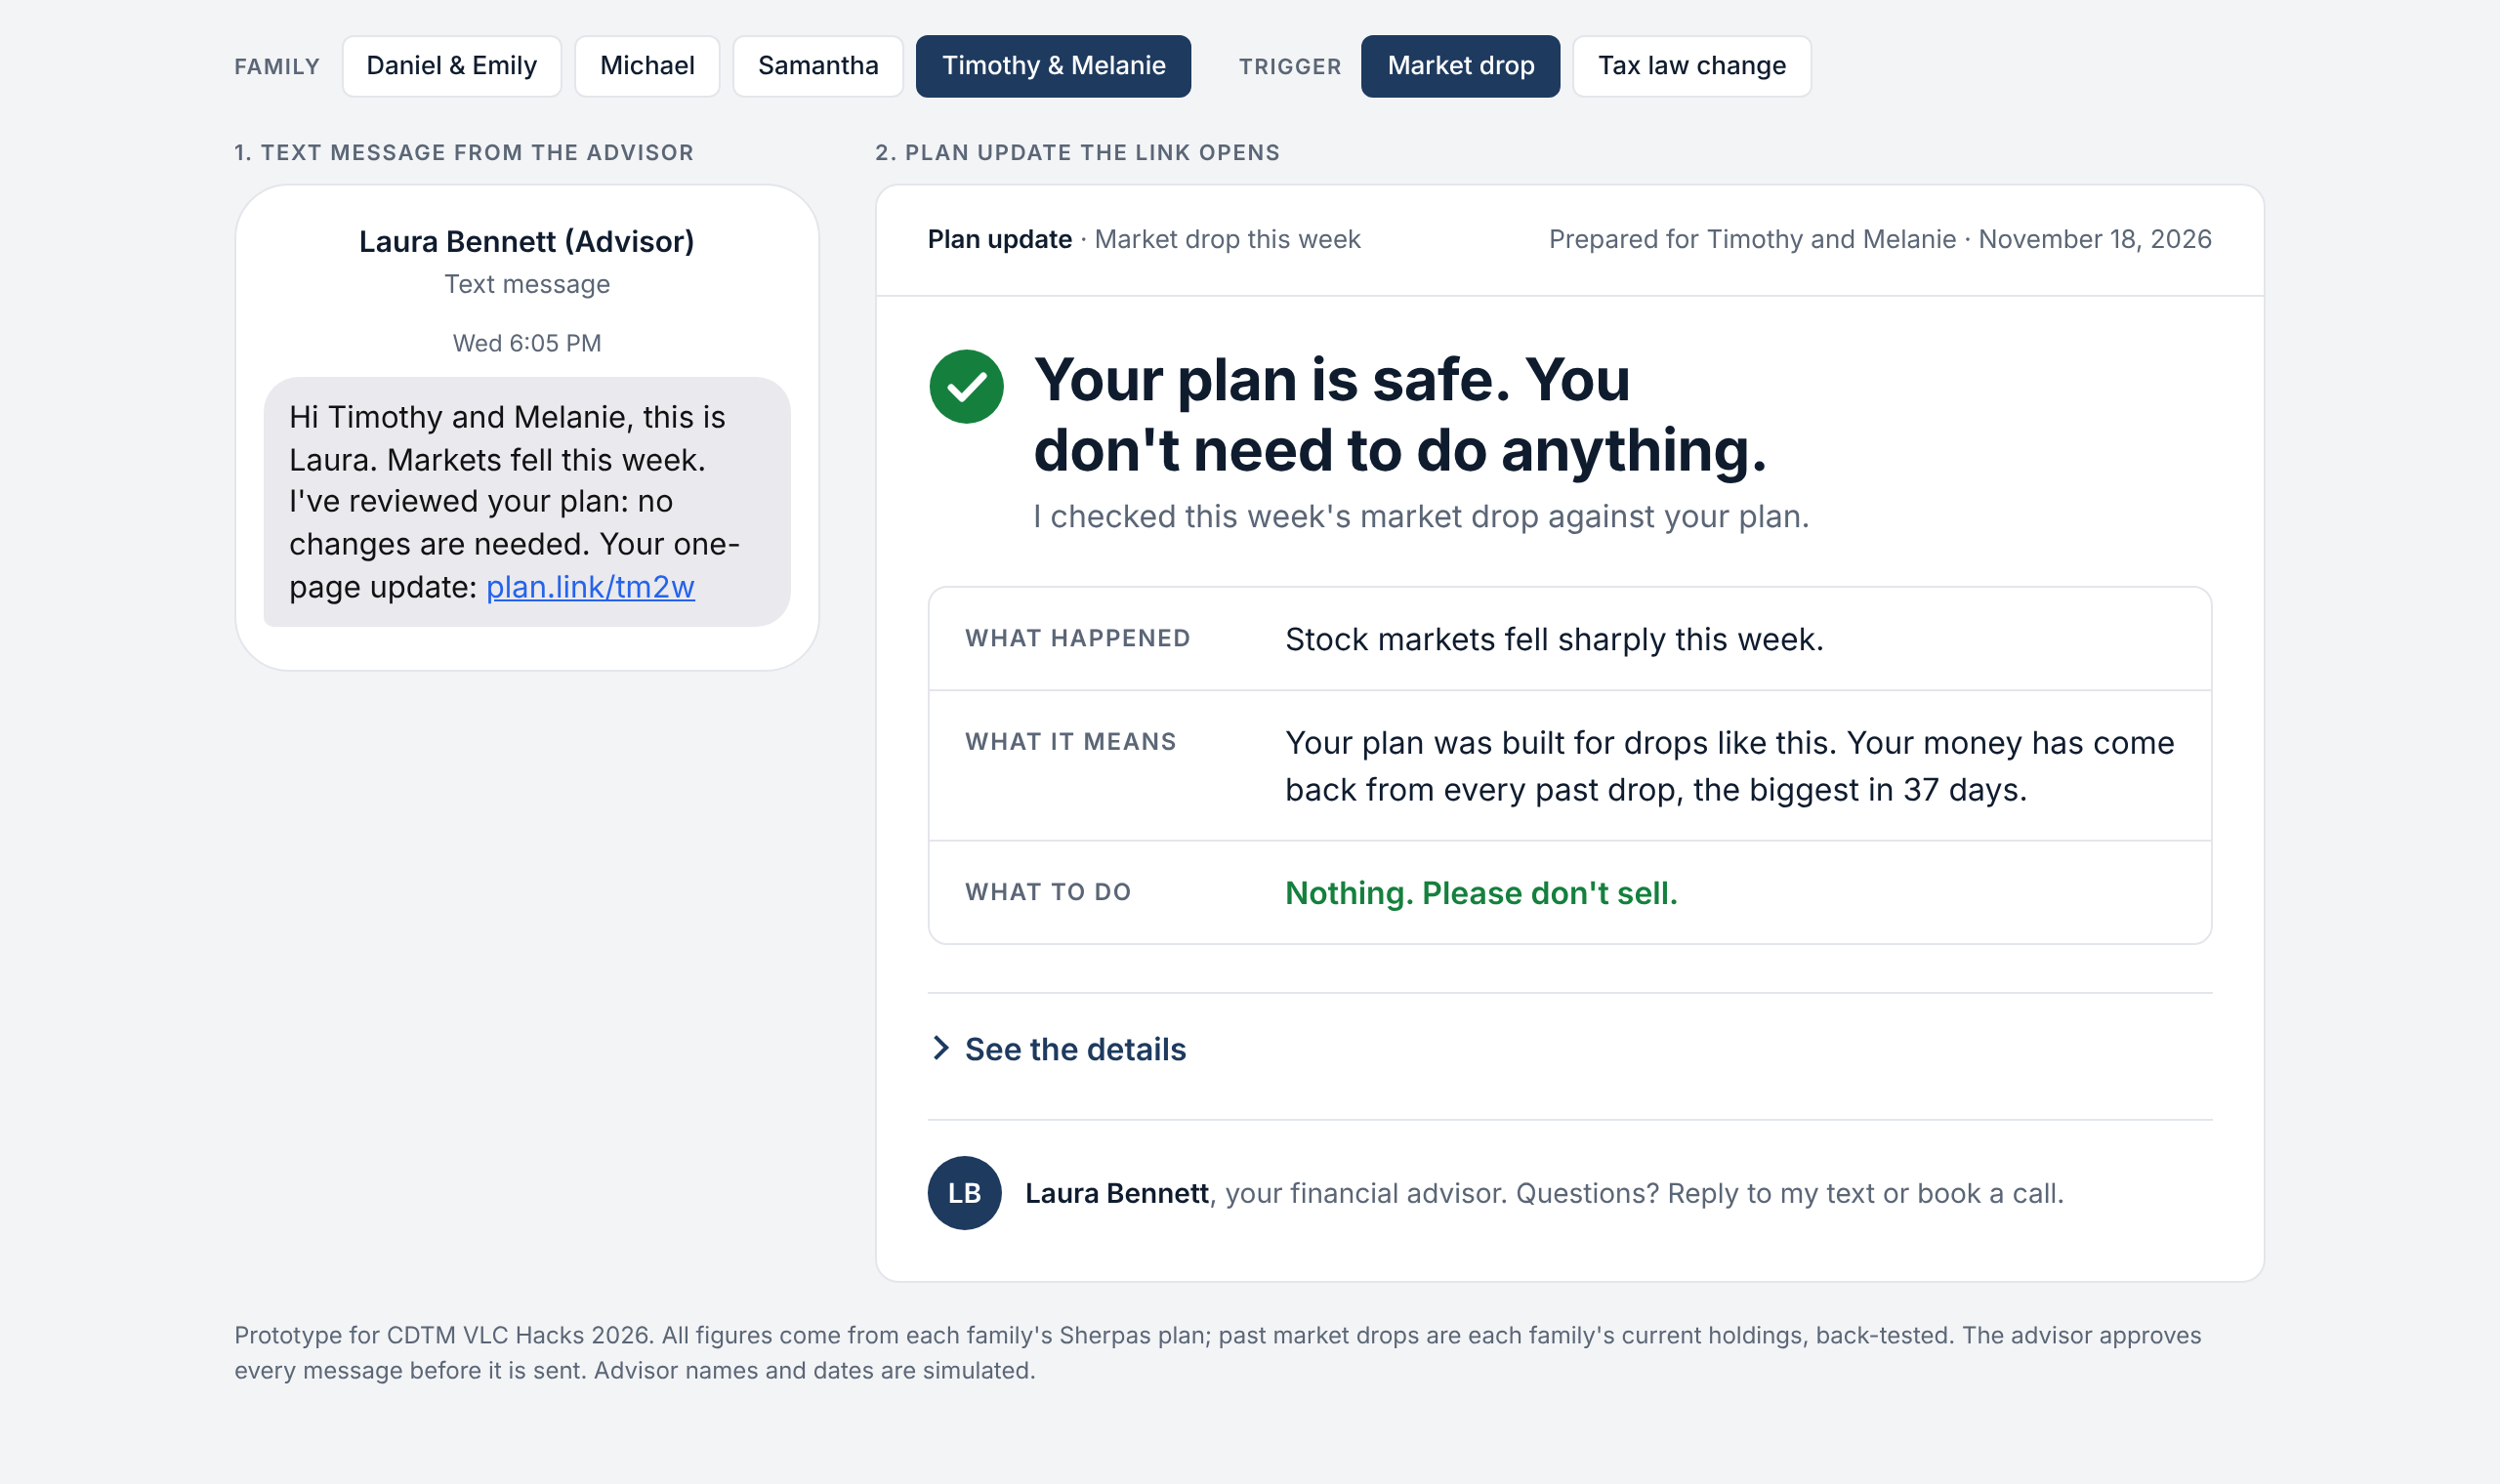 FAMILY Daniel & Emily Michael Samantha Timothy & Melanie TRIGGER Market drop Tax law change
1. TEXT MESSAGE FROM THE ADVISOR
Laura Bennett (Advisor)
Text message
Wed 6:05 PM
Hi Timothy and Melanie, this is
Laura. Markets fell this week.
I've reviewed your plan: no
changes are needed. Your one-
page update: plan.link/tm2w
2. PLAN UPDATE THE LINK OPENS
Plan update · Market drop this week
Prepared for Timothy and Melanie · November 18, 2026
Your plan is safe. You
don't need to do anything.
I checked this week's market drop against your plan.
WHAT HAPPENED
Stock markets fell sharply this week.
WHAT IT MEANS
Your plan was built for drops like this. Your money has come
back from every past drop, the biggest in 37 days.
WHAT TO DO
Nothing. Please don't sell.
See the details
LB
Laura Bennett, your financial advisor. Questions? Reply to my text or book a call.
Prototype for CDTM VLC Hacks 2026. All figures come from each family's Sherpas plan; past market drops are each family's current holdings, back-tested. The advisor approves
every message before it is sent. Advisor names and dates are simulated.